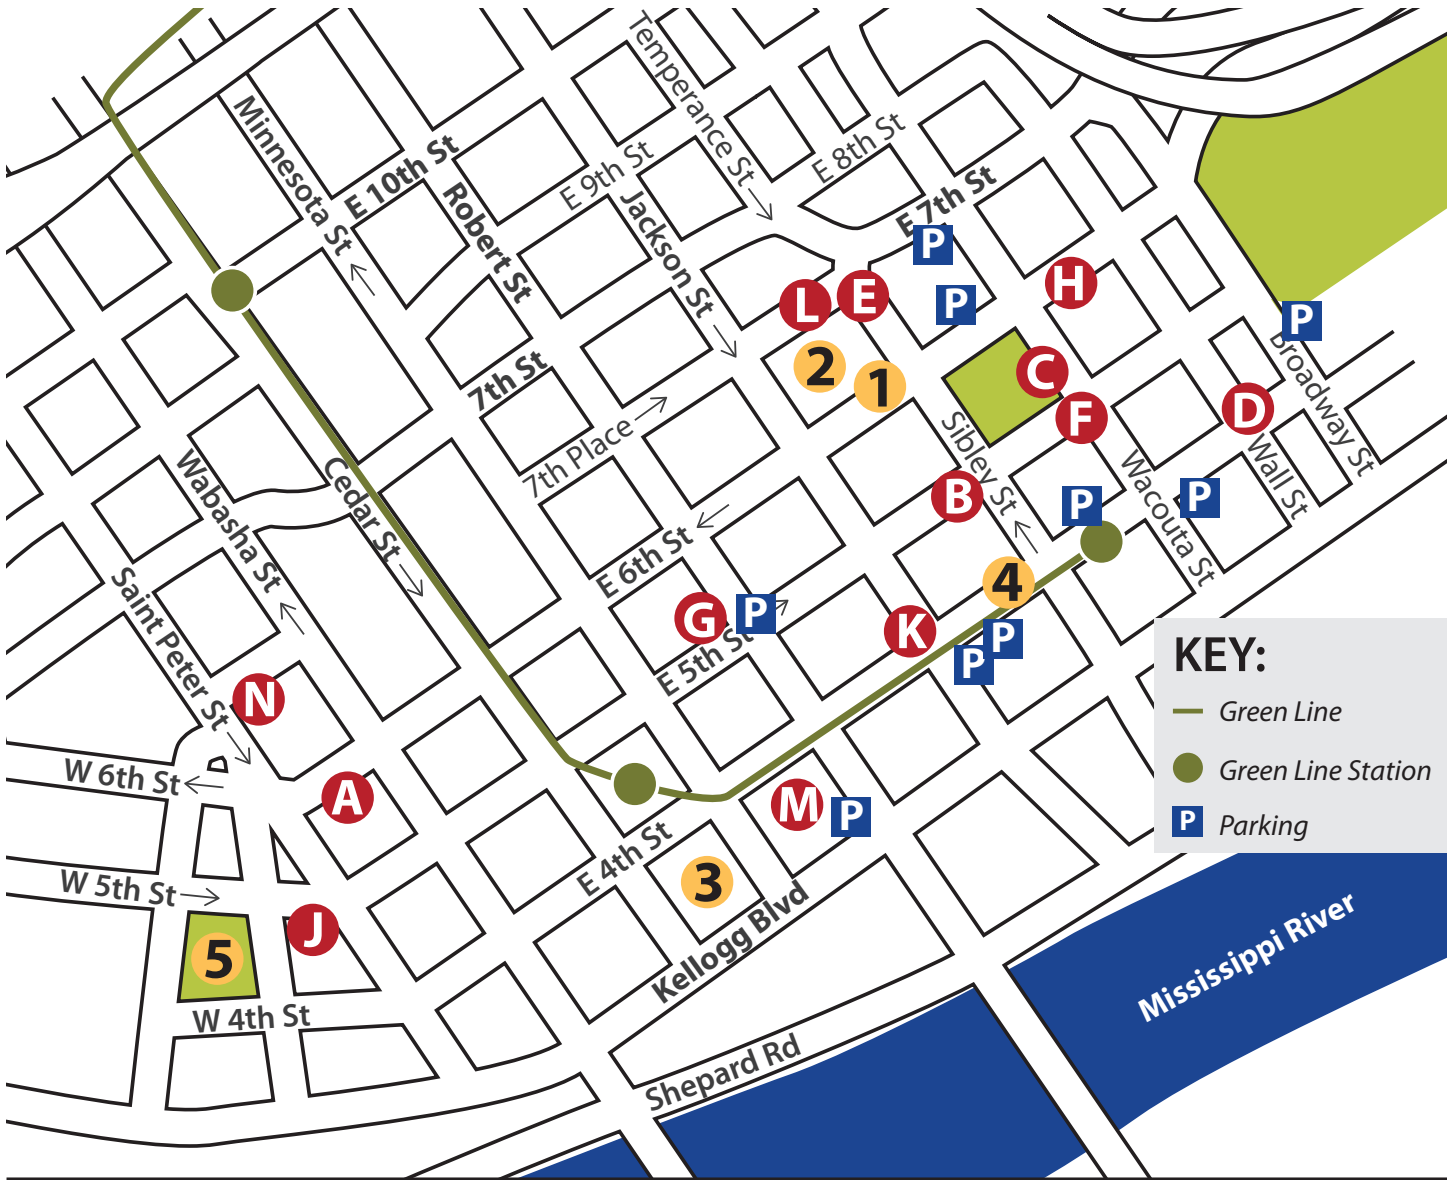 Temperance St
Minnesota St
E 10th St
E 9th St
E 8th St
Robert St
Jackson St
E 7th St
P
P
L
E
H
P
2
1
C
F
D
Broadway St
7th St
7th Place
Sibley St
B
Wacouta St
Wall St
P
P
Cedar St
Wabasha St
E 6th St
4
Saint Peter St
G
P
K
P
P
E 5th St
KEY:
Green Line
Green Line Station
P
Parking
N
W 6th St
A
M
P
E 4th St
3
Kellogg Blvd
W 5th St
J
5
W 4th St
Mississippi River
Shepard Rd